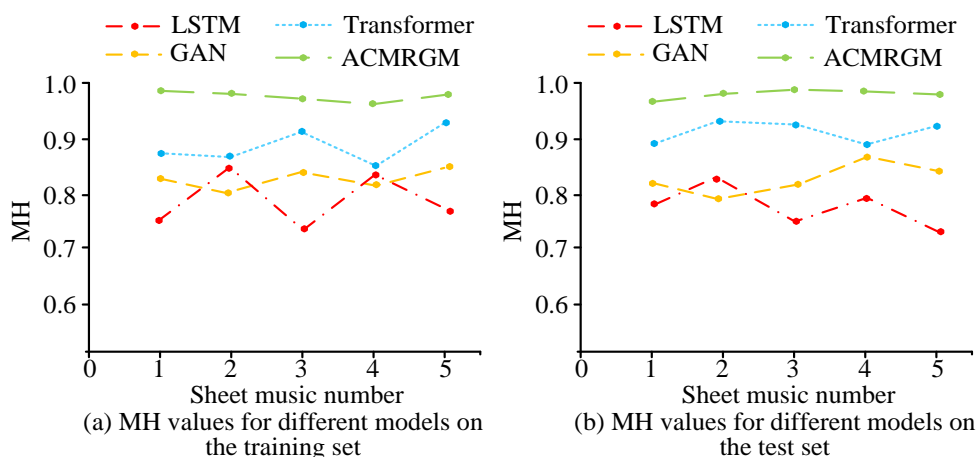 LSTM
Transformer
GAN
ACMRGM
1.0
0.9
0.8
0.7
0.6
MH
0 1 2 3 4 5
Sheet music number
(a) MH values for different models on
the training set
LSTM
Transformer
GAN
ACMRGM
1.0
0.9
0.8
0.7
0.6
MH
0 1 2 3 4 5
Sheet music number
(b) MH values for different models on
the test set